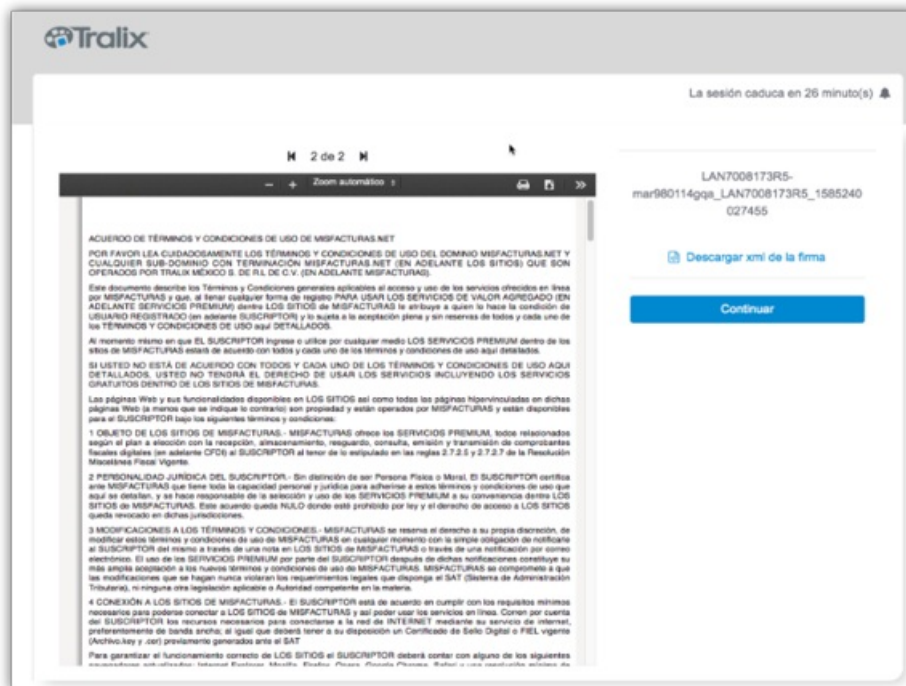 Tralix
La sesión caduca en 26 minuto(s)
2 de 2
Zoom automático
LAN7008173R5-
mar980114gqa_LAN7008173R5_1585240
027455
Descargar xml de la firma
Continuar
ACUERDO DE TÉRMINOS Y CONDICIONES DE USO DE MISFACTURAS.NET
POR FAVOR LEA CUIDADOSAMENTE LOS TÉRMINOS Y CONDICIONES DE USO DEL DOMINIO MISFACTURAS.NET Y
CUALQUIER SUB-DOMINIO CON TERMINACIÓN MISFACTURAS.NET (EN ADELANTE LOS SITIOS) QUE SON
OPERADOS POR TRALIX MÉXICO S. DE R.L DE C.V. (EN ADELANTE MISFACTURAS).
Este documento describe los Términos y Condiciones generales aplicables al acceso y uso de los servicios ofrecidos en línea
por MISFACTURAS y que, al llenar cualquier forma de registro PARA USAR LOS SERVICIOS DE VALOR AGREGADO (EN
ADELANTE SERVICIOS PREMIUM) dentro LOS SITIOS de MISFACTURAS le atribuye a quien lo hace la condición de
USUARIO REGISTRADO (en adelante SUSCRIPTOR) y lo sujeta a la aceptación plena y sin reservas de todos y cada uno de
los TÉRMINOS Y CONDICIONES DE USO aquí DETALLADOS.
Al momento mismo en que EL SUSCRIPTOR ingrese o utilice por cualquier medio LOS SERVICIOS PREMIUM dentro de los
sitios de MISFACTURAS estará de acuerdo con todos y cada uno de los términos y condiciones de uso aquí detallados.
SI USTED NO ESTÁ DE ACUERDO CON TODOS Y CADA UNO DE LOS TÉRMINOS Y CONDICIONES DE USO AQUI
DETALLADOS, USTED NO TENDRÁ EL DERECHO DE USAR LOS SERVICIOS INCLUYENDO LOS SERVICIOS
GRATUITOS DENTRO DE LOS SITIOS DE MISFACTURAS.
Las páginas Web y sus funcionalidades disponibles en LOS SITIOS así como todas las páginas hipervinculadas en dichas
páginas Web (a menos que se indique lo contrario) son propiedad y están operados por MISFACTURAS y están disponibles
para el SUSCRIPTOR bajo los siguientes términos y condiciones:
1 OBJETO DE LOS SITIOS DE MISFACTURAS.- MISFACTURAS ofrece los SERVICIOS PREMIUM, todos relacionados
según el plan a elección con la recepción, almacenamiento, resguardo, consulta, emisión y transmisión de comprobantes
fiscales digitales (en adelante CFDI) al SUSCRIPTOR al tenor de lo estipulado en las reglas 2.7.2.5 y 2.7.2.7 de la Resolución
Miscelánea Fiscal Vigente.
2 PERSONALIDAD JURÍDICA DEL SUSCRIPTOR.- Sin distinción de ser Persona Física o Moral, El SUSCRIPTOR certifica
ante MISFACTURAS que tiene toda la capacidad personal y jurídica para adherirse a estos términos y condiciones de uso que
aquí se detallan, y se hace responsable de la selección y uso de los SERVICIOS PREMIUM a su conveniencia dentro LOS
SITIOS de MISFACTURAS. Este acuerdo queda NULO donde esté prohibido por ley y el derecho de acceso a LOS SITIOS
queda revocado en dichas jurisdicciones.
3 MODIFICACIONES A LOS TÉRMINOS Y CONDICIONES.- MISFACTURAS se reserva el derecho a su propia discreción, de
modificar estos términos y condiciones de uso de MISFACTURAS en cualquier momento con la simple obligación de notificarle
al SUSCRIPTOR del mismo a través de una nota en LOS SITIOS de MISFACTURAS o través de una notificación por correo
electrónico. El uso de los SERVICIOS PREMIUM por parte del SUSCRIPTOR después de dichas notificaciones constituye su
más amplia aceptación a los nuevos términos y condiciones de uso de MISFACTURAS. MISFACTURAS se compromete a que
las modificaciones que se hagan nunca violaran los requerimientos legales que disponga el SAT (Sistema de Administración
Tributaria), ni ninguna otra legislación aplicable o Autoridad competente en la materia.
4 CONEXIÓN A LOS SITIOS DE MISFACTURAS.- El SUSCRIPTOR está de acuerdo en cumplir con los requisitos mínimos
necesarios para poderse conectar a LOS SITIOS de MISFACTURAS y así poder usar los servicios en línea. Corren por cuenta
del SUSCRIPTOR los recursos necesarios para conectarse a la red de INTERNET mediante su servicio de internet,
preferentemente de banda ancha; al igual que deberá tener a su disposición un Certificado de Sello Digital o FIEL vigente
(Archivo.key y .cer) previamente generados ante el SAT
Para garantizar el funcionamiento correcto de LOS SITIOS el SUSCRIPTOR deberá contar con alguno de los siguientes
navegadores actualizados: Internet Explorer, Mozilla, Firefox, Opera, Google Chrome, Safari y una resolución mínima de